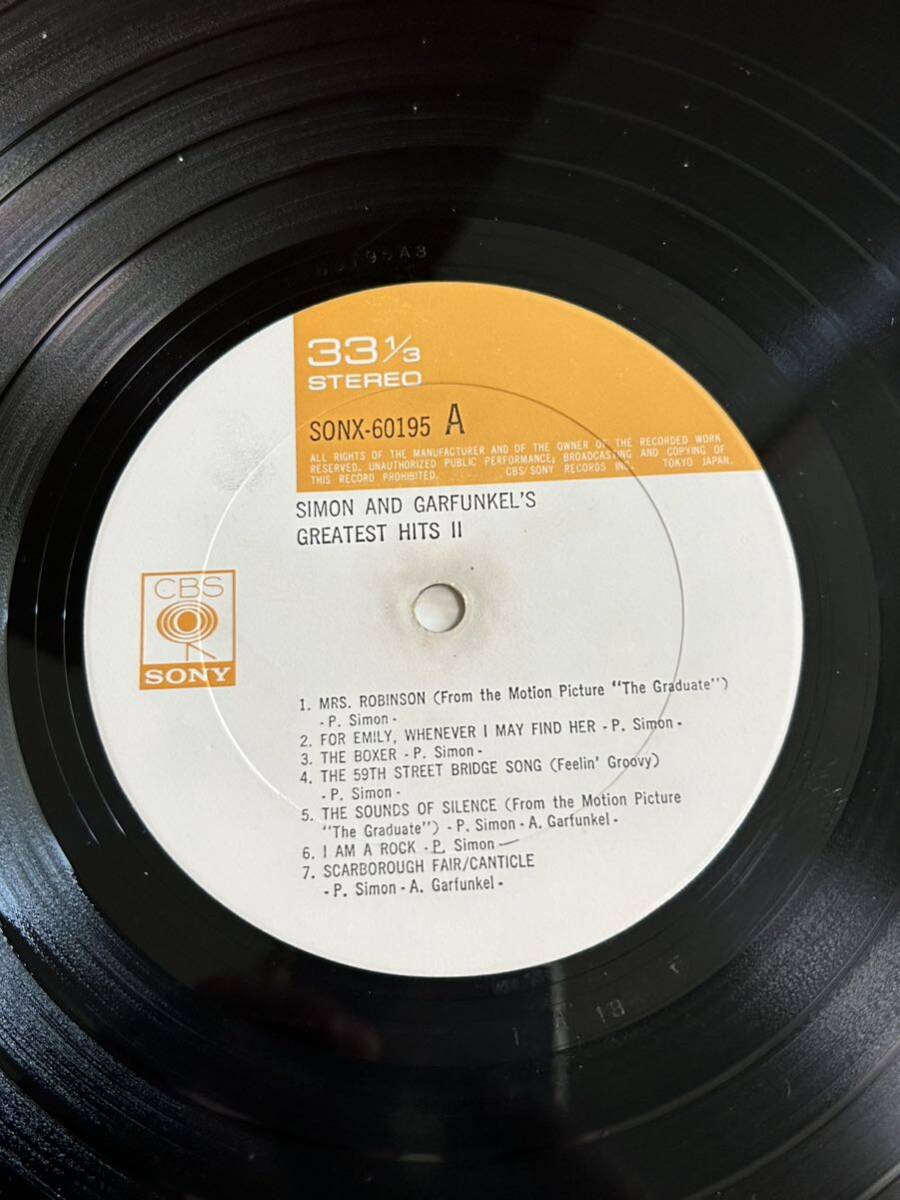 33 1/3
STEREO
SONX-60195 A
ALL RIGHTS OF THE MANUFACTURER AND OF THE OWNER OF THE RECORDED WORK
RESERVED. UNAUTHORIZED PUBLIC PERFORMANCE; BROADCASTING AND COPYING OF
THIS RECORD PROHIBITED. CBS/SONY RECORDS INC. TOKYO JAPAN.
SIMON AND GARFUNKEL'S
GREATEST HITS II
CBS
SONY
1. MRS. ROBINSON (From the Motion Picture "The Graduate")
- P. Simon -
2. FOR EMILY, WHENEVER I MAY FIND HER - P. Simon -
3. THE BOXER - P. Simon -
4. THE 59TH STREET BRIDGE SONG (Feelin' Groovy)
- P. Simon -
5. THE SOUNDS OF SILENCE (From the Motion Picture
"The Graduate") - P. Simon - A. Garfunkel -
6. I AM A ROCK - P. Simon -
7. SCARBOROUGH FAIR/CANTICLE
- P. Simon - A. Garfunkel -